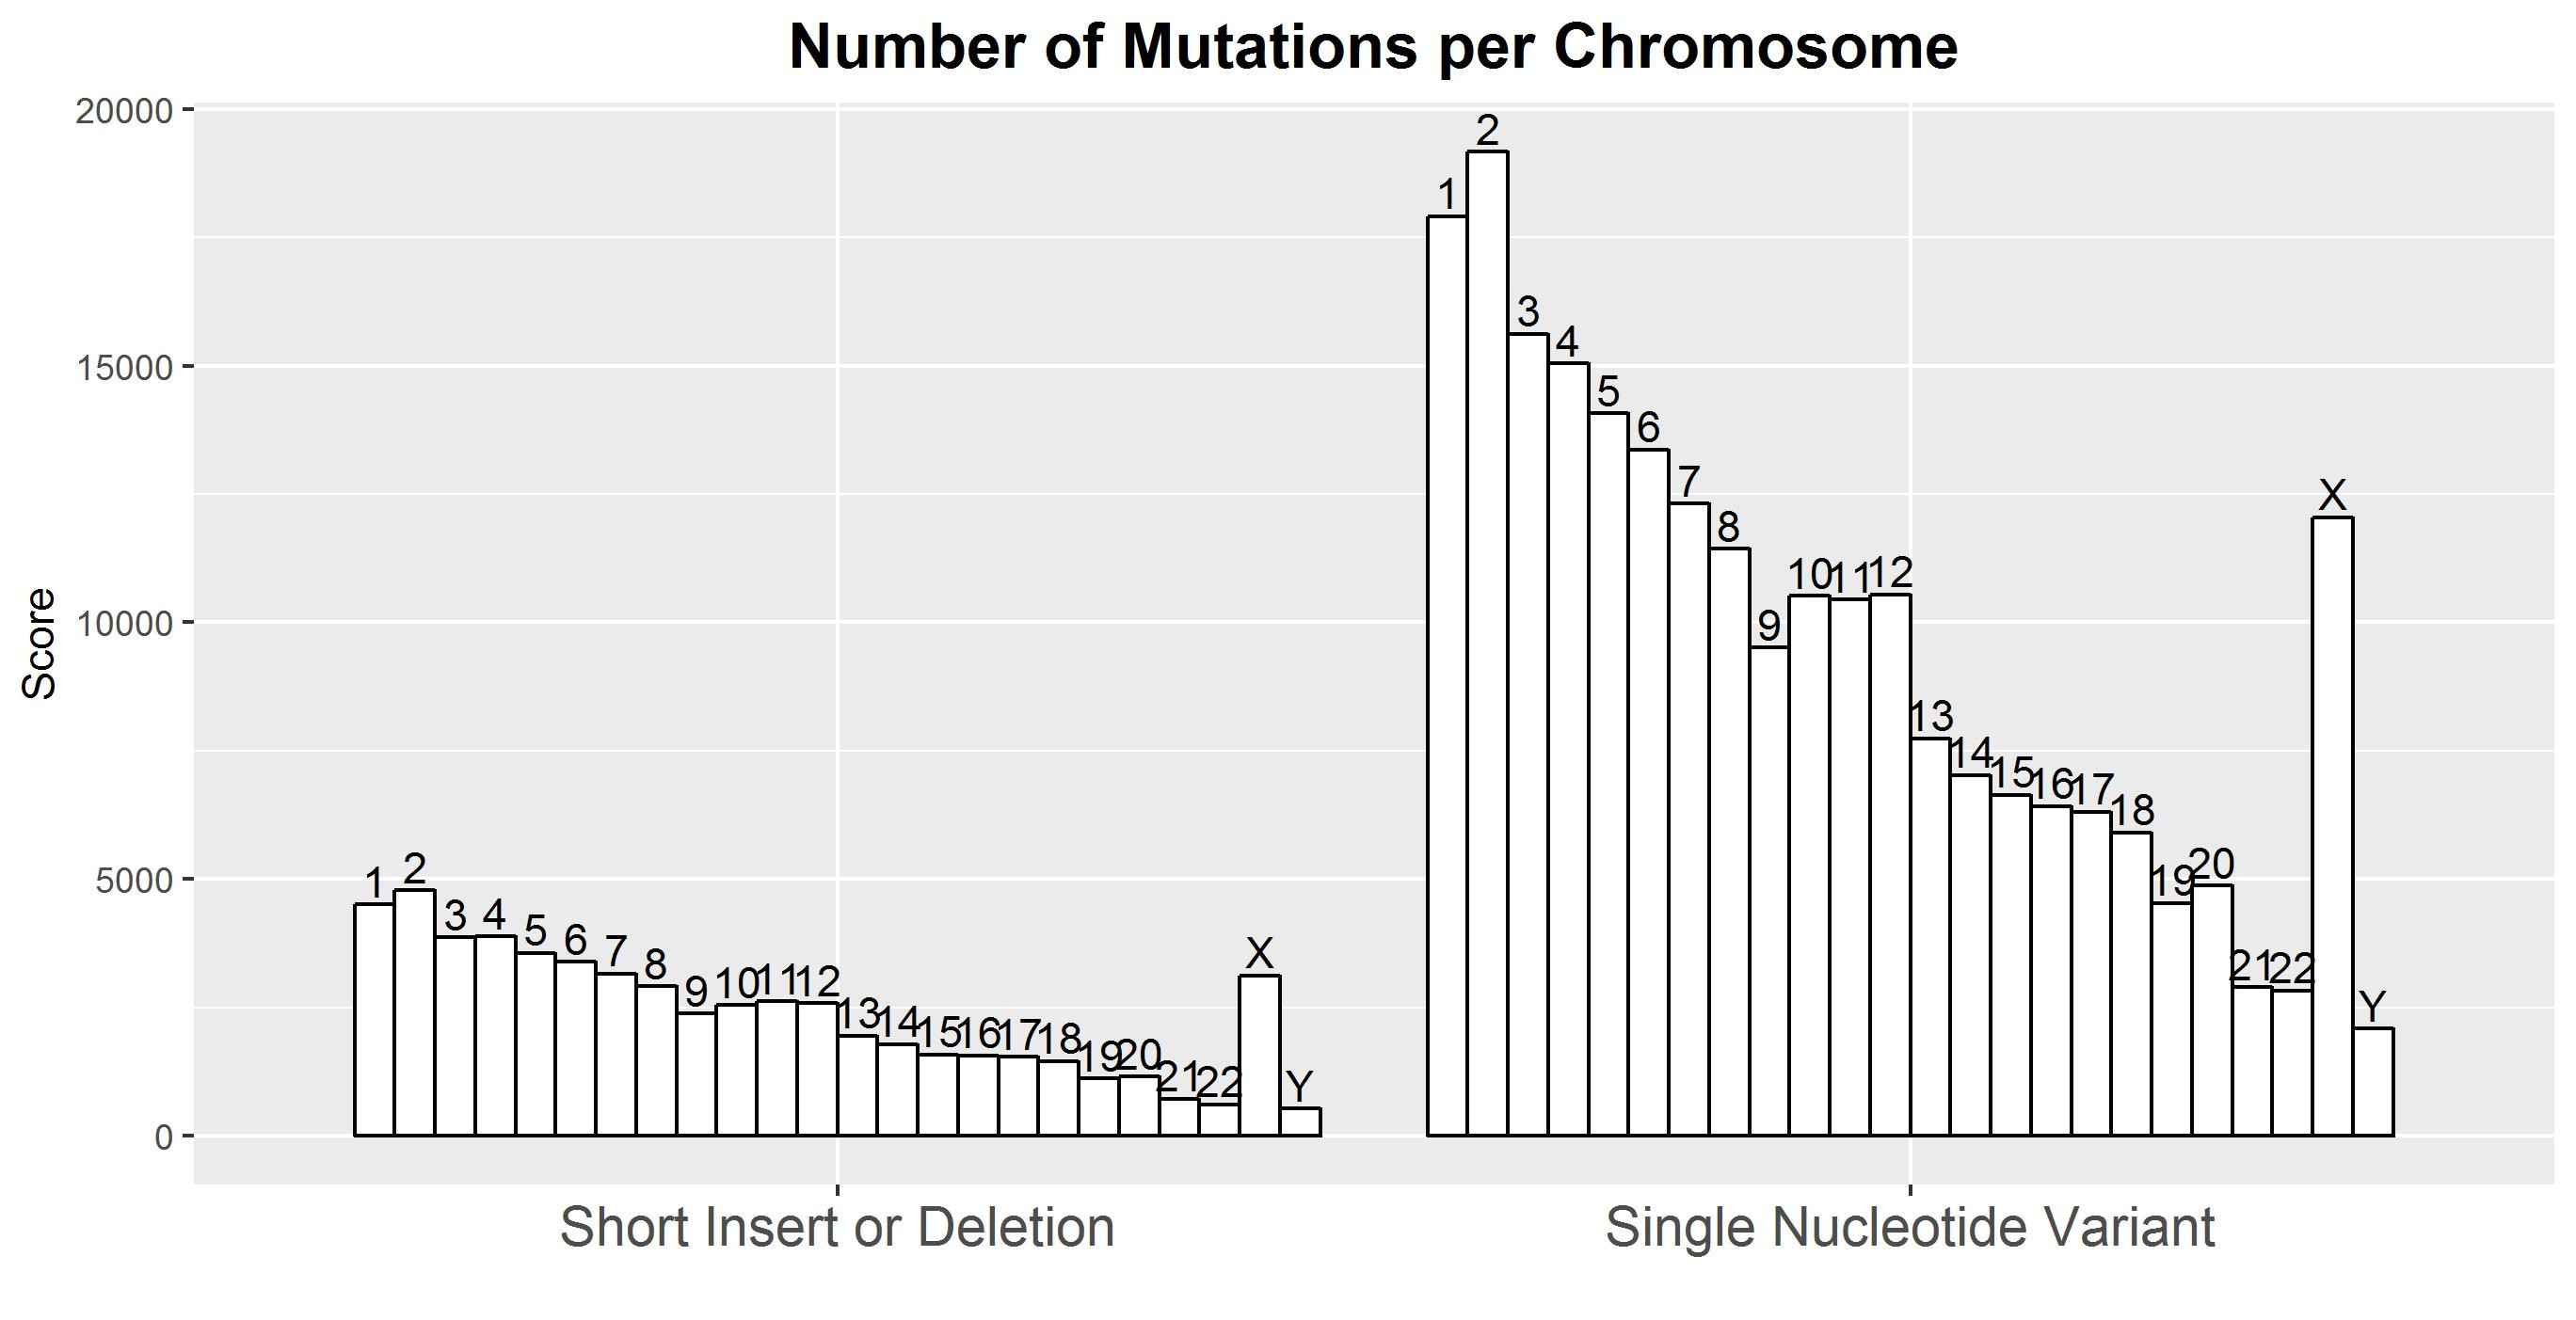 Number of Mutations per Chromosome
Score
20000
15000
10000
5000
0
1 2 3 4 5 6 7 8 9 10 11 12 13 14 15 16 17 18 19 20 21 22 X Y
1 2 3 4 5 6 7 8 9 10 11 12 13 14 15 16 17 18 19 20 21 22 X Y
Short Insert or Deletion
Single Nucleotide Variant